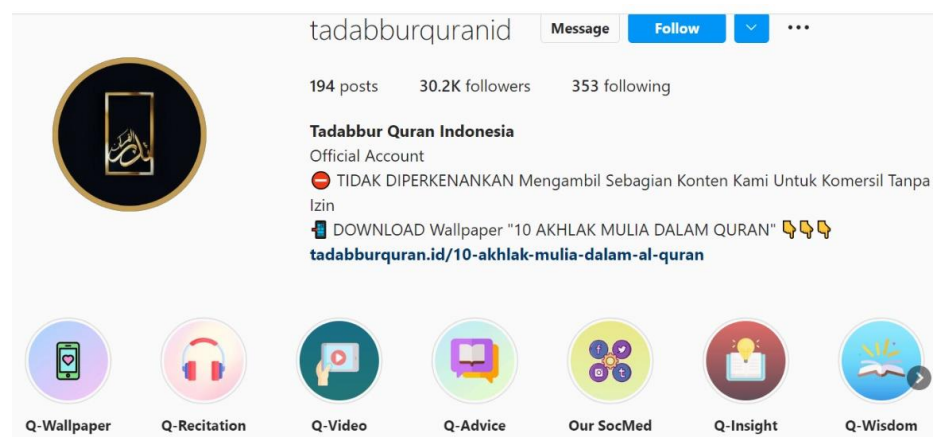 tadabburquranid Message Follow
194 posts 30.2K followers 353 following
Tadabbur Quran Indonesia
Official Account
⛔ TIDAK DIPERKENANKAN Mengambil Sebagian Konten Kami Untuk Komersil Tanpa
Izin
📲 DOWNLOAD Wallpaper "10 AKHLAK MULIA DALAM QURAN" 👇👇👇
tadabburquran.id/10-akhlak-mulia-dalam-al-quran
Q-Wallpaper Q-Recitation Q-Video Q-Advice Our SocMed Q-Insight Q-Wisdom